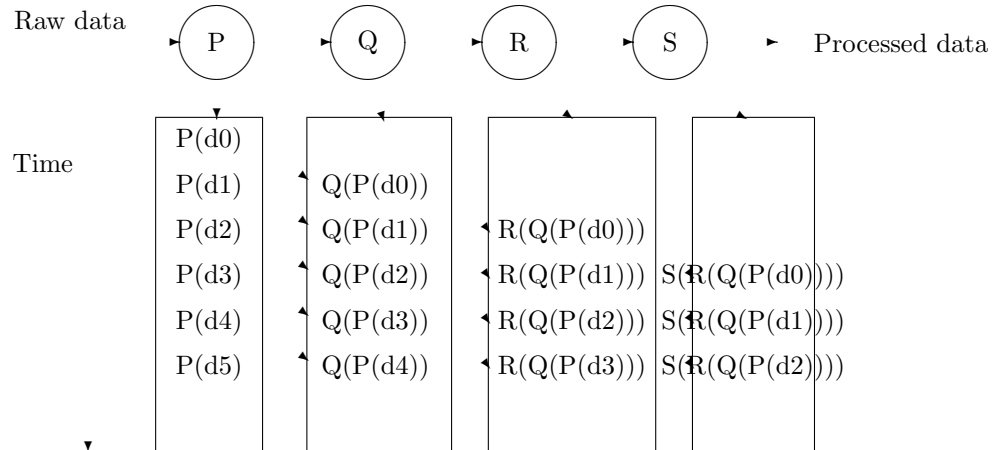 Raw data P Q R S Processed data
P(d0)
Time
P(d1) Q(P(d0))
P(d2) Q(P(d1)) R(Q(P(d0)))
P(d3) Q(P(d2)) R(Q(P(d1))) S(R(Q(P(d0))))
P(d4) Q(P(d3)) R(Q(P(d2))) S(R(Q(P(d1))))
P(d5) Q(P(d4)) R(Q(P(d3))) S(R(Q(P(d2))))